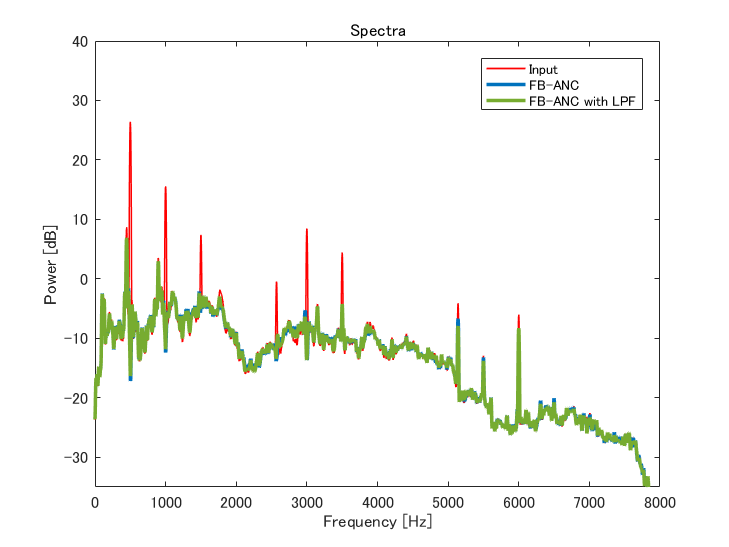 Spectra
40
30
20
10
0
-10
-20
-30
Power [dB]
Input
FB-ANC
FB-ANC with LPF
0 1000 2000 3000 4000 5000 6000 7000 8000
Frequency [Hz]